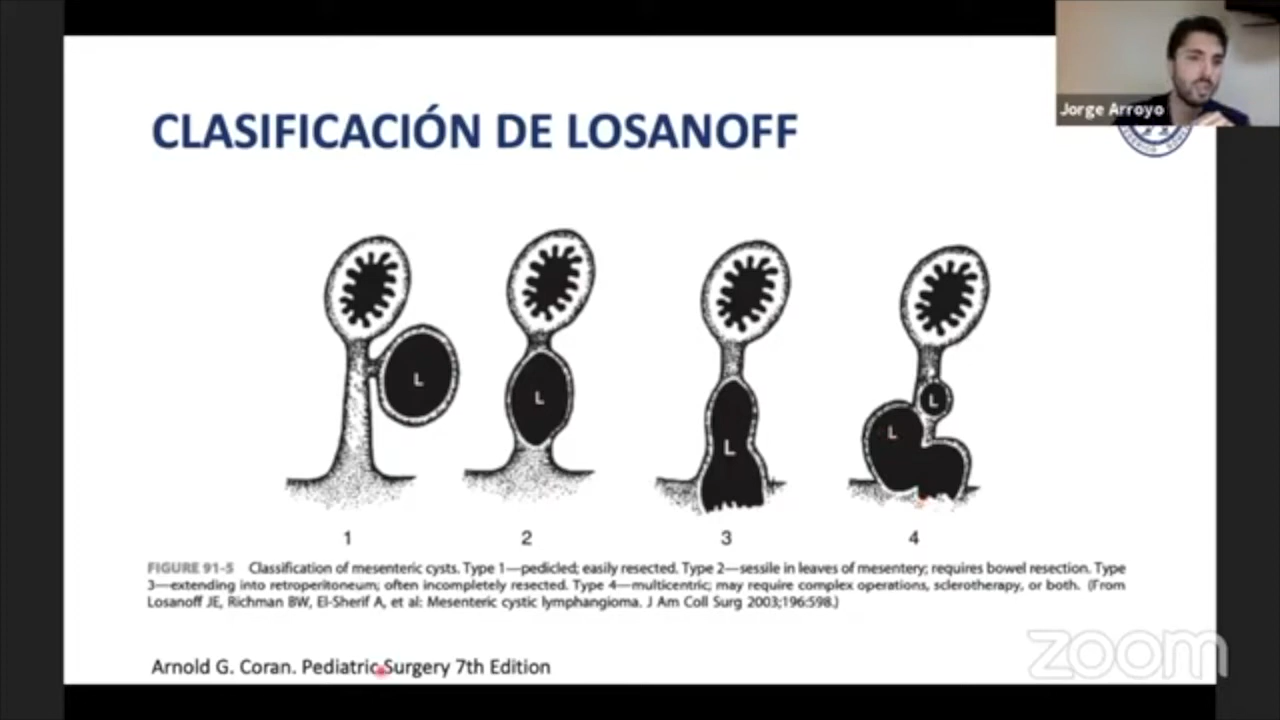 Jorge Arroyo
CLASIFICACIÓN DE LOSANOFF
L
L
L
L
L
1
2
3
4
FIGURE 91-5 Classification of mesenteric cysts. Type 1—pedicled; easily resected. Type 2—sessile in leaves of mesentery; requires bowel resection. Type
3—extending into retroperitoneum; often incompletely resected. Type 4—multicentric; may require complex operations, sclerotherapy, or both. (From
Losanoff JE, Richman BW, El-Sherif A, et al: Mesenteric cystic lymphangioma. J Am Coll Surg 2003;196:598.)
Arnold G. Coran. Pediatric Surgery 7th Edition
zoom